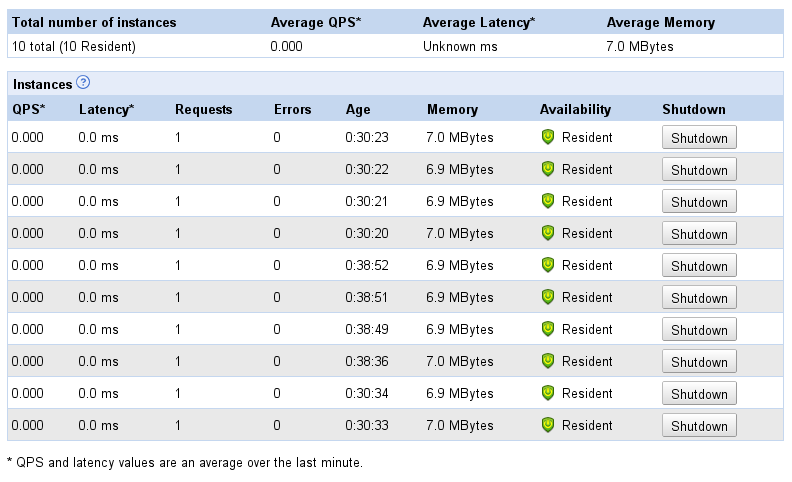 Total number of instances Average QPS* Average Latency* Average Memory
10 total (10 Resident) 0.000 Unknown ms 7.0 MBytes
Instances ?
QPS* Latency* Requests Errors Age Memory Availability Shutdown
0.000 0.0 ms 1 0 0:30:23 7.0 MBytes Resident Shutdown
0.000 0.0 ms 1 0 0:30:22 6.9 MBytes Resident Shutdown
0.000 0.0 ms 1 0 0:30:21 6.9 MBytes Resident Shutdown
0.000 0.0 ms 1 0 0:30:20 7.0 MBytes Resident Shutdown
0.000 0.0 ms 1 0 0:38:52 6.9 MBytes Resident Shutdown
0.000 0.0 ms 1 0 0:38:51 6.9 MBytes Resident Shutdown
0.000 0.0 ms 1 0 0:38:49 6.9 MBytes Resident Shutdown
0.000 0.0 ms 1 0 0:38:36 7.0 MBytes Resident Shutdown
0.000 0.0 ms 1 0 0:30:34 6.9 MBytes Resident Shutdown
0.000 0.0 ms 1 0 0:30:33 7.0 MBytes Resident Shutdown
* QPS and latency values are an average over the last minute.